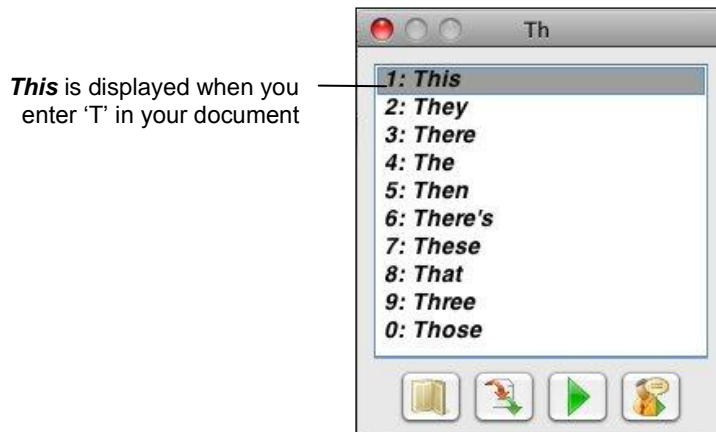 Th
This is displayed when you
enter ‘T’ in your document
1: This
2: They
3: There
4: The
5: Then
6: There's
7: These
8: That
9: Three
0: Those